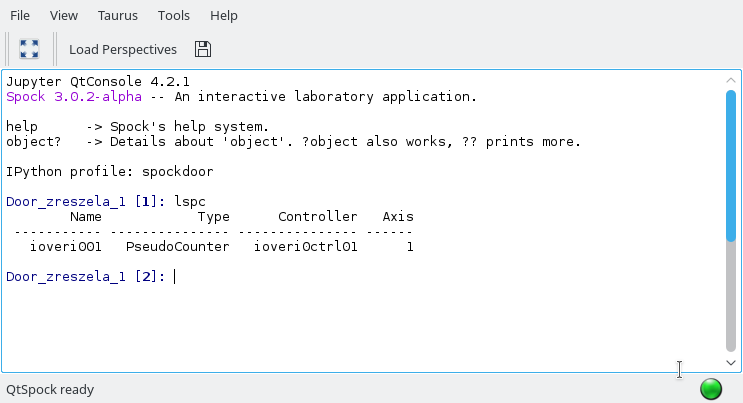 File View Taurus Tools Help
Load Perspectives
Jupyter QtConsole 4.2.1
Spock 3.0.2-alpha -- An interactive laboratory application.
help      -> Spock's help system.
object?   -> Details about 'object'. ?object also works, ?? prints more.
IPython profile: spockdoor
Door_zreszela_1 [1]: lspc
        Name            Type      Controller   Axis
 ----------- --------------- --------------- ------
   ioveri001   PseudoCounter   ioveri0ctrl01      1
Door_zreszela_1 [2]:
QtSpock ready